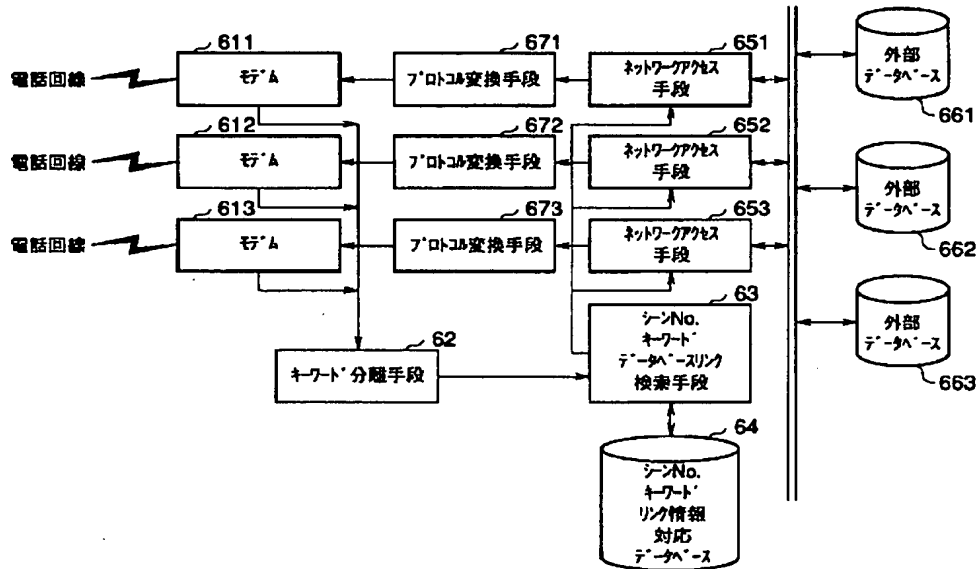 611
671
651
電話回線
モデム
プロトコル変換手段
ネットワークアクセス
手段
外部
データベース
661
612
672
652
電話回線
モデム
プロトコル変換手段
ネットワークアクセス
手段
外部
データベース
662
613
673
653
電話回線
モデム
プロトコル変換手段
ネットワークアクセス
手段
外部
データベース
663
62
キーワード分離手段
63
シーンNo.
キーワード
データベースリンク
検索手段
64
シーンNo.
キーワード
リンク情報
対応
データベース